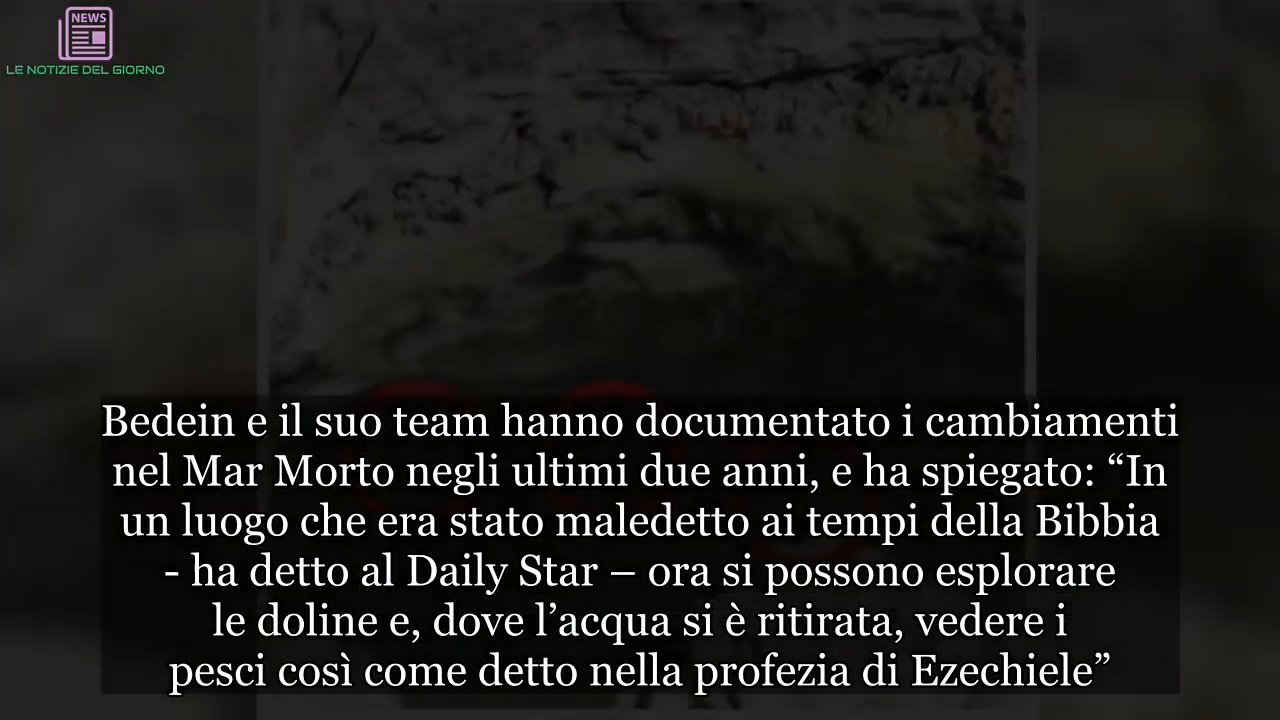 NEWS
LE NOTIZIE DEL GIORNO
Bedein e il suo team hanno documentato i cambiamenti
nel Mar Morto negli ultimi due anni, e ha spiegato: “In
un luogo che era stato maledetto ai tempi della Bibbia
- ha detto al Daily Star – ora si possono esplorare
le doline e, dove l’acqua si è ritirata, vedere i
pesci così come detto nella profezia di Ezechiele”